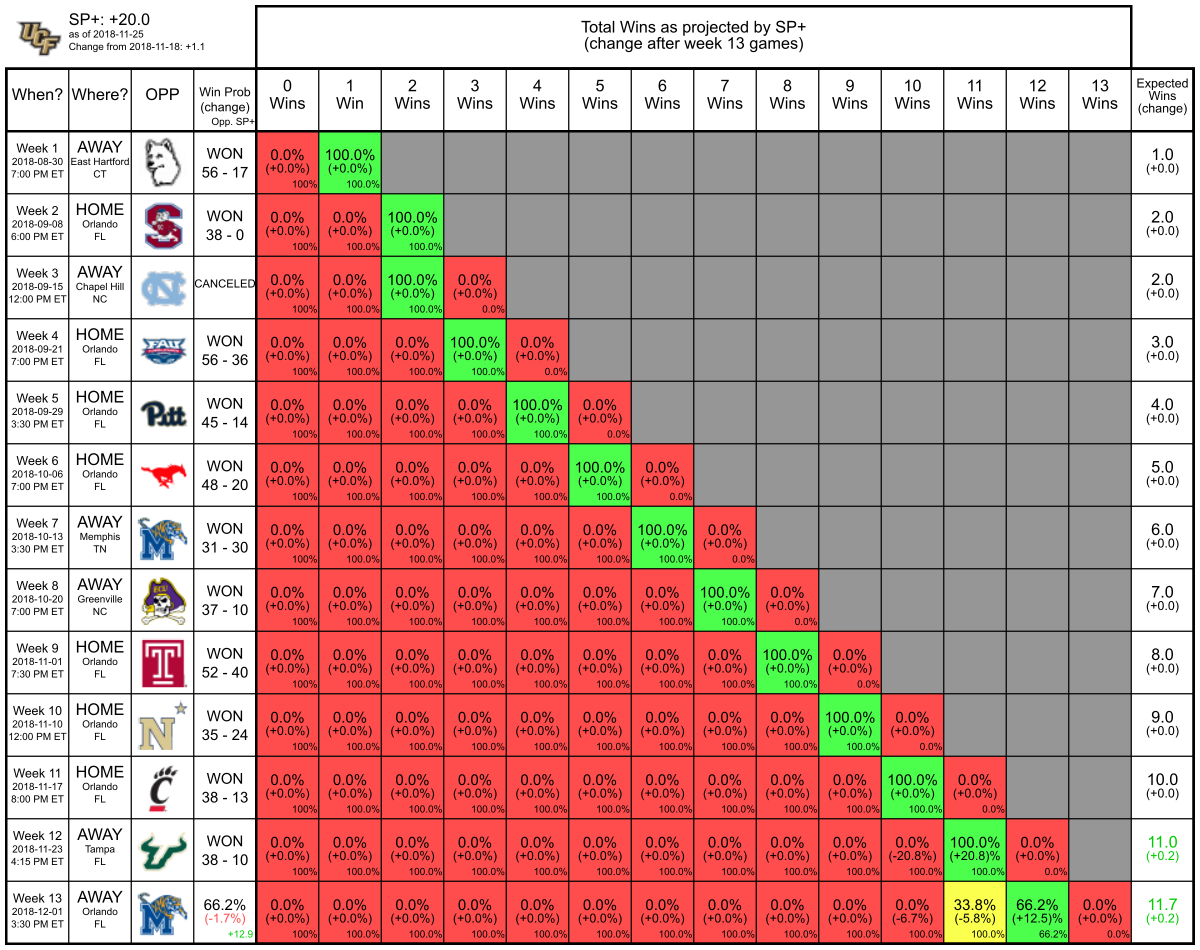 UCF
SP+: +20.0
as of 2018-11-25
Change from 2018-11-18: +1.1
Total Wins as projected by SP+
(change after week 13 games)
When? Where? OPP Win Prob (change) Opp. SP+ 0 Wins 1 Win 2 Wins 3 Wins 4 Wins 5 Wins 6 Wins 7 Wins 8 Wins 9 Wins 10 Wins 11 Wins 12 Wins 13 Wins Expected Wins (change)
Week 1 AWAY WON 0.0% 100.0% 1.0
2018-08-30 East Hartford (+0.0%) (+0.0%) (+0.0)
7:00 PM ET CT 56 - 17 100% 100.0%
Week 2 HOME S WON 0.0% 0.0% 100.0% 2.0
2018-09-08 Orlando (+0.0%) (+0.0%) (+0.0%) (+0.0)
6:00 PM ET FL 38 - 0 100% 100.0% 100.0%
Week 3 AWAY NC CANCELED 0.0% 0.0% 100.0% 0.0% 2.0
2018-09-15 Chapel Hill (+0.0%) (+0.0%) (+0.0%) (+0.0%) (+0.0)
12:00 PM ET NC 100% 100.0% 100.0% 0.0%
Week 4 HOME FAU WON 0.0% 0.0% 0.0% 100.0% 0.0% 3.0
2018-09-21 Orlando (+0.0%) (+0.0%) (+0.0%) (+0.0%) (+0.0%) (+0.0)
7:00 PM ET FL 56 - 36 100% 100.0% 100.0% 100.0% 0.0%
Week 5 HOME Pitt WON 0.0% 0.0% 0.0% 0.0% 100.0% 0.0% 4.0
2018-09-29 Orlando (+0.0%) (+0.0%) (+0.0%) (+0.0%) (+0.0%) (+0.0%) (+0.0)
3:30 PM ET FL 45 - 14 100% 100.0% 100.0% 100.0% 100.0% 0.0%
Week 6 HOME WON 0.0% 0.0% 0.0% 0.0% 0.0% 100.0% 0.0% 5.0
2018-10-06 Orlando (+0.0%) (+0.0%) (+0.0%) (+0.0%) (+0.0%) (+0.0%) (+0.0%) (+0.0)
7:00 PM ET FL 48 - 20 100% 100.0% 100.0% 100.0% 100.0% 100.0% 0.0%
Week 7 AWAY M WON 0.0% 0.0% 0.0% 0.0% 0.0% 0.0% 100.0% 0.0% 6.0
2018-10-13 Memphis (+0.0%) (+0.0%) (+0.0%) (+0.0%) (+0.0%) (+0.0%) (+0.0%) (+0.0%) (+0.0)
3:30 PM ET TN 31 - 30 100% 100.0% 100.0% 100.0% 100.0% 100.0% 100.0% 0.0%
Week 8 AWAY ECU WON 0.0% 0.0% 0.0% 0.0% 0.0% 0.0% 0.0% 100.0% 0.0% 7.0
2018-10-20 Greenville (+0.0%) (+0.0%) (+0.0%) (+0.0%) (+0.0%) (+0.0%) (+0.0%) (+0.0%) (+0.0%) (+0.0)
7:00 PM ET NC 37 - 10 100% 100.0% 100.0% 100.0% 100.0% 100.0% 100.0% 100.0% 0.0%
Week 9 HOME T WON 0.0% 0.0% 0.0% 0.0% 0.0% 0.0% 0.0% 0.0% 100.0% 0.0% 8.0
2018-11-01 Orlando (+0.0%) (+0.0%) (+0.0%) (+0.0%) (+0.0%) (+0.0%) (+0.0%) (+0.0%) (+0.0%) (+0.0%) (+0.0)
7:30 PM ET FL 52 - 40 100% 100.0% 100.0% 100.0% 100.0% 100.0% 100.0% 100.0% 100.0% 0.0%
Week 10 HOME N WON 0.0% 0.0% 0.0% 0.0% 0.0% 0.0% 0.0% 0.0% 0.0% 100.0% 0.0% 9.0
2018-11-10 Orlando (+0.0%) (+0.0%) (+0.0%) (+0.0%) (+0.0%) (+0.0%) (+0.0%) (+0.0%) (+0.0%) (+0.0%) (+0.0%) (+0.0)
12:00 PM ET FL 35 - 24 100% 100.0% 100.0% 100.0% 100.0% 100.0% 100.0% 100.0% 100.0% 100.0% 0.0%
Week 11 HOME C WON 0.0% 0.0% 0.0% 0.0% 0.0% 0.0% 0.0% 0.0% 0.0% 0.0% 100.0% 0.0% 10.0
2018-11-17 Orlando (+0.0%) (+0.0%) (+0.0%) (+0.0%) (+0.0%) (+0.0%) (+0.0%) (+0.0%) (+0.0%) (+0.0%) (+0.0%) (+0.0%) (+0.0)
8:00 PM ET FL 38 - 13 100% 100.0% 100.0% 100.0% 100.0% 100.0% 100.0% 100.0% 100.0% 100.0% 100.0% 0.0%
Week 12 AWAY WON 0.0% 0.0% 0.0% 0.0% 0.0% 0.0% 0.0% 0.0% 0.0% 0.0% 0.0% 100.0% 0.0% 11.0
2018-11-23 Tampa (+0.0%) (+0.0%) (+0.0%) (+0.0%) (+0.0%) (+0.0%) (+0.0%) (+0.0%) (+0.0%) (+0.0%) (-20.8%) (+20.8)% (+0.0%) (+0.2)
4:15 PM ET FL 38 - 10 100% 100.0% 100.0% 100.0% 100.0% 100.0% 100.0% 100.0% 100.0% 100.0% 100.0% 100.0% 0.0%
Week 13 AWAY M 66.2% 0.0% 0.0% 0.0% 0.0% 0.0% 0.0% 0.0% 0.0% 0.0% 0.0% 0.0% 33.8% 66.2% 0.0% 11.7
2018-12-01 Orlando (-1.7%) (+0.0%) (+0.0%) (+0.0%) (+0.0%) (+0.0%) (+0.0%) (+0.0%) (+0.0%) (+0.0%) (+0.0%) (-6.7%) (-5.8%) (+12.5)% (+0.0%) (+0.2)
3:30 PM ET FL +12.9 100% 100.0% 100.0% 100.0% 100.0% 100.0% 100.0% 100.0% 100.0% 100.0% 100.0% 100.0% 66.2% 0.0%